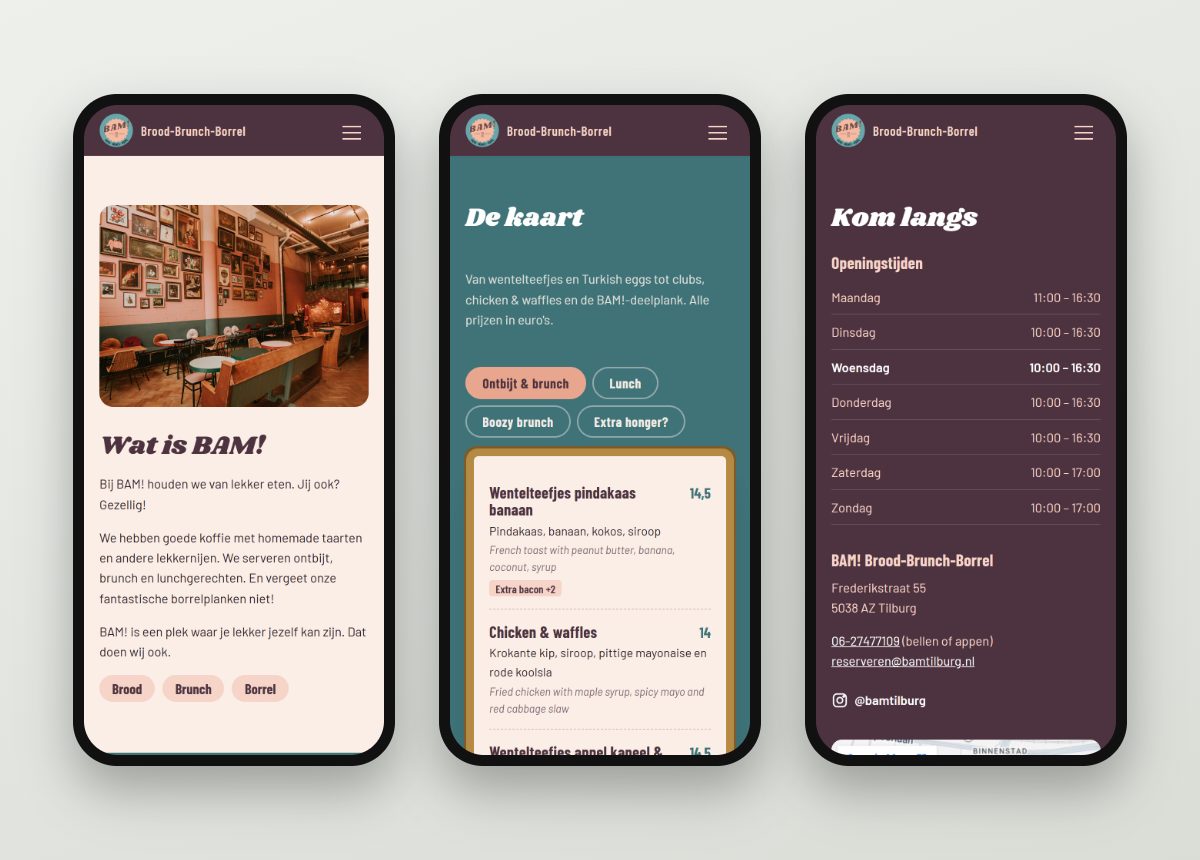 BAM!
Brood-Brunch-Borrel
Wat is BAM!
Bij BAM! houden we van lekker eten. Jij ook?
Gezellig!
We hebben goede koffie met homemade taarten
en andere lekkernijen. We serveren ontbijt,
brunch en lunchgerechten. En vergeet onze
fantastische borrelplanken niet!
BAM! is een plek waar je lekker jezelf kan zijn. Dat
doen wij ook.
Brood
Brunch
Borrel
BAM!
Brood-Brunch-Borrel
De kaart
Van wentelteefjes en Turkish eggs tot clubs,
chicken & waffles en de BAM!-deelplank. Alle
prijzen in euro's.
Ontbijt & brunch
Lunch
Boozy brunch
Extra honger?
Wentelteefjes pindakaas 14,5
banaan
Pindakaas, banaan, kokos, siroop
French toast with peanut butter, banana,
coconut, syrup
Extra bacon +2
Chicken & waffles 14
Krokante kip, siroop, pittige mayonaise en
rode koolsla
Fried chicken with maple syrup, spicy mayo and
red cabbage slaw
Wentelteefjes appel kaneel & 14,5
BAM!
Brood-Brunch-Borrel
Kom langs
Openingstijden
Maandag 11:00 – 16:30
Dinsdag 10:00 – 16:30
Woensdag 10:00 – 16:30
Donderdag 10:00 – 16:30
Vrijdag 10:00 – 16:30
Zaterdag 10:00 – 17:00
Zondag 10:00 – 17:00
BAM! Brood-Brunch-Borrel
Frederikstraat 55
5038 AZ Tilburg
06-27477109 (bellen of appen)
reserveren@bamtilburg.nl
@bamtilburg
BINNENSTAD